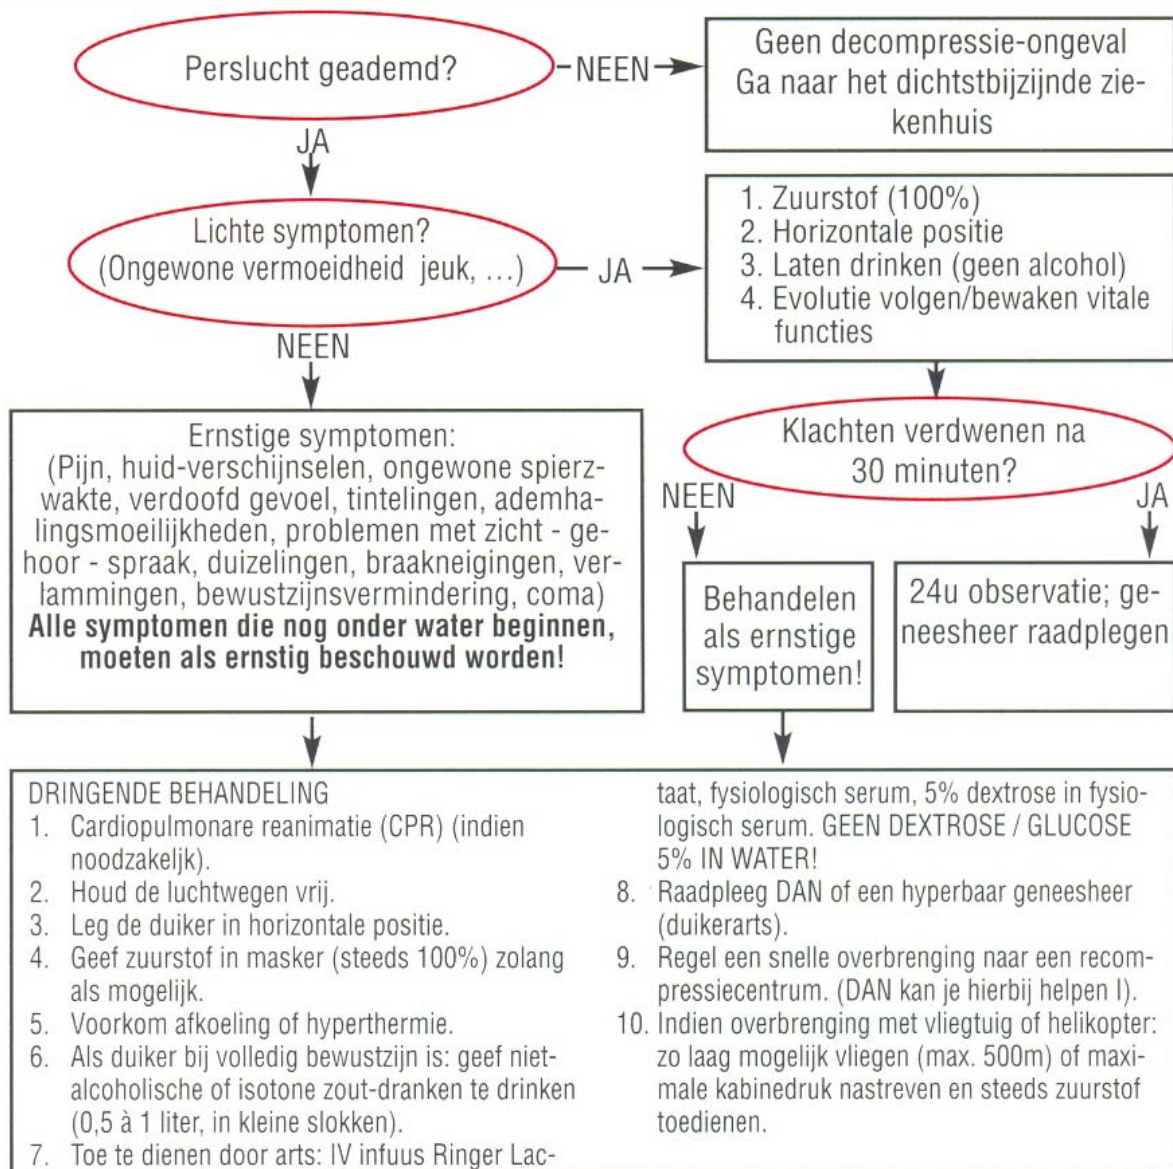 Perslucht geademd?
NEEN
Geen decompressie-ongeval
Ga naar het dichtstbijzijnde zie-
kenhuis
JA
Lichte symptomen?
(Ongewone vermoeidheid jeuk, ...)
JA
1. Zuurstof (100%)
2. Horizontale positie
3. Laten drinken (geen alcohol)
4. Evolutie volgen/bewaken vitale
functies
NEEN
Ernstige symptomen:
(Pijn, huid-verschijnselen, ongewone spierz-
wakte, verdoofd gevoel, tintelingen, ademha-
lingsmoeilijkheden, problemen met zicht - ge-
hoor - spraak, duizelingen, braakneigingen, ver-
lammingen, bewustzijnsvermindering, coma)
Alle symptomen die nog onder water beginnen,
moeten als ernstig beschouwd worden!
Klachten verdwenen na
30 minuten?
NEEN
JA
Behandelen
als ernstige
symptomen!
24u observatie; ge-
neesheer raadplegen
DRINGENDE BEHANDELING
1. Cardiopulmonare reanimatie (CPR) (indien
noodzakeljk).
2. Houd de luchtwegen vrij.
3. Leg de duiker in horizontale positie.
4. Geef zuurstof in masker (steeds 100%) zolang
als mogelijk.
5. Voorkom afkoeling of hyperthermie.
6. Als duiker bij volledig bewustzijn is: geef niet-
alcoholische of isotone zout-dranken te drinken
(0,5 à 1 liter, in kleine slokken).
7. Toe te dienen door arts: IV infuus Ringer Lac-
taat, fysiologisch serum, 5% dextrose in fysio-
logisch serum. GEEN DEXTROSE / GLUCOSE
5% IN WATER!
8. Raadpleeg DAN of een hyperbaar geneesheer
(duikerarts).
9. Regel een snelle overbrenging naar een recom-
pressiecentrum. (DAN kan je hierbij helpen I).
10. Indien overbrenging met vliegtuig of helikopter:
zo laag mogelijk vliegen (max. 500m) of maxi-
male kabinedruk nastreven en steeds zuurstof
toedienen.